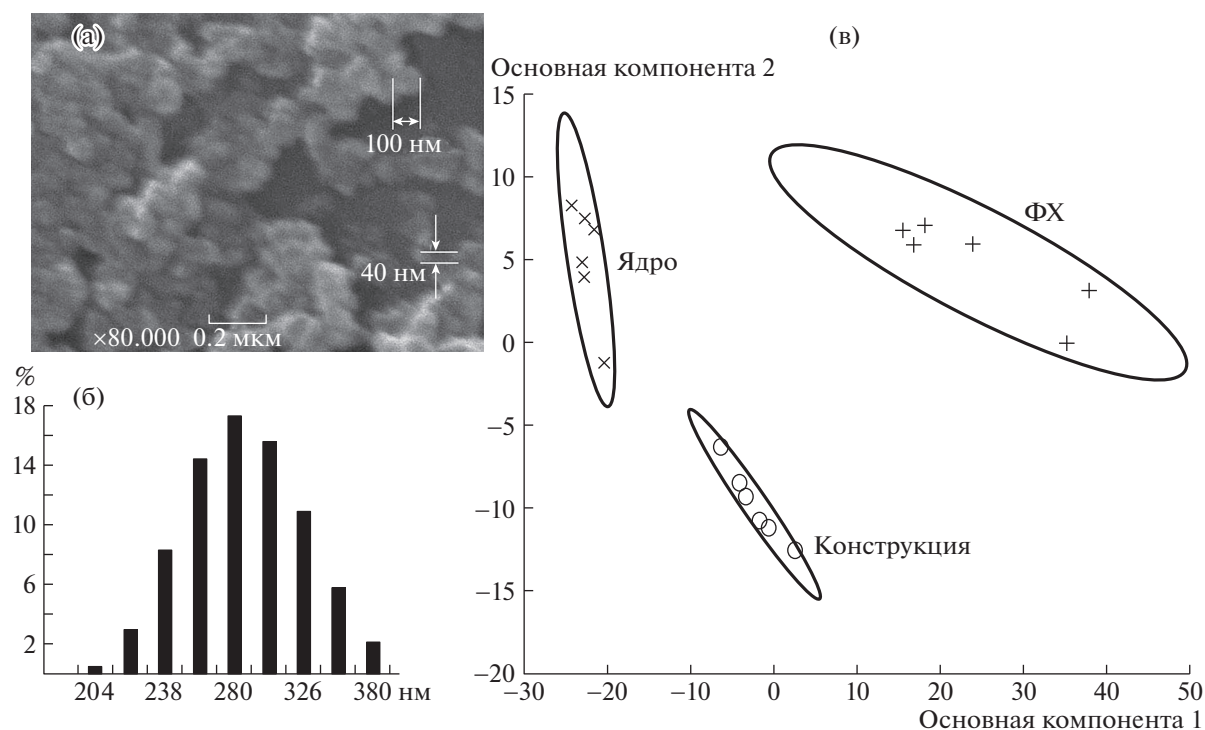 (а)
100 нм
40 нм
×80.000 0.2 мкм
(б)
%
18
14
10
6
2
204 238 280 326 380 нм
(в)
Основная компонента 2
15
10
5
0
−5
−10
−15
−20
ФХ
Ядро
Конструкция
−30 −20 −10 0 10 20 30 40 50
Основная компонента 1